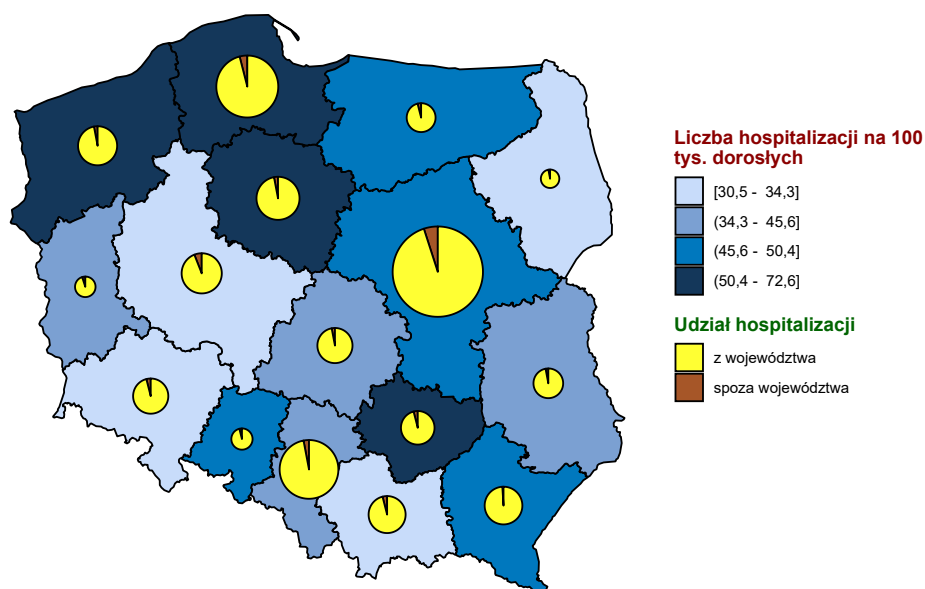 Liczba hospitalizacji na 100
tys. dorosłych
[30,5 - 34,3]
(34,3 - 45,6]
(45,6 - 50,4]
(50,4 - 72,6]
Udział hospitalizacji
z województwa
spoza województwa